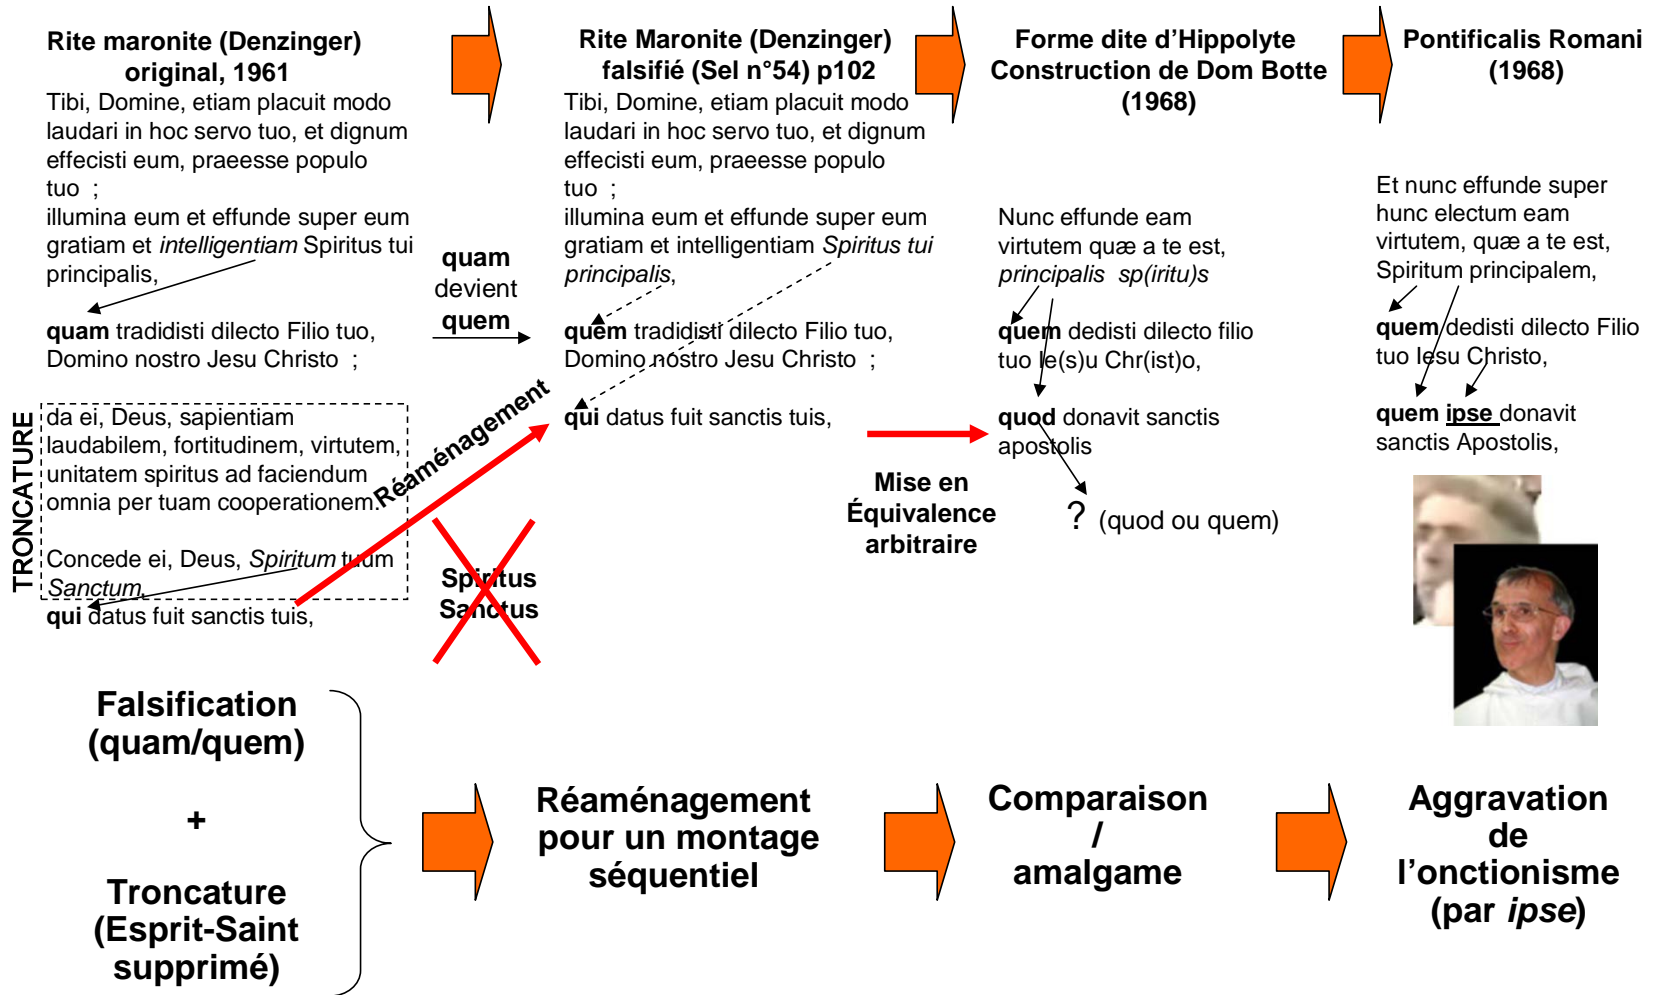 Rite maronite (Denzinger)
original, 1961
Tibi, Domine, etiam placuit modo
laudari in hoc servo tuo, et dignum
effecisti eum, praeesse populo
tuo ;
illumina eum et effunde super eum
gratiam et intelligentiam Spiritus tui
principalis,
quam tradidisti dilecto Filio tuo,
Domino nostro Jesu Christo ;
TRONCATURE
da ei, Deus, sapientiam
laudabilem, fortitudinem, virtutem,
unitatem spiritus ad faciendum
omnia per tuam cooperationem.
Concede ei, Deus, Spiritum tuum
Sanctum,
qui datus fuit sanctis tuis,
quam
devient
quem
Réaménagement
Spiritus
Sanctus
Rite Maronite (Denzinger)
falsifié (Sel n°54) p102
Tibi, Domine, etiam placuit modo
laudari in hoc servo tuo, et dignum
effecisti eum, praeesse populo
tuo ;
illumina eum et effunde super eum
gratiam et intelligentiam Spiritus tui
principalis,
quem tradidisti dilecto Filio tuo,
Domino nostro Jesu Christo ;
qui datus fuit sanctis tuis,
Mise en
Équivalence
arbitraire
Forme dite d’Hippolyte
Construction de Dom Botte
(1968)
Nunc effunde eam
virtutem quæ a te est,
principalis sp(iritu)s
quem dedisti dilecto filio
tuo Ie(s)u Chr(ist)o,
quod donavit sanctis
apostolis
? (quod ou quem)
Pontificalis Romani
(1968)
Et nunc effunde super
hunc electum eam
virtutem, quæ a te est,
Spiritum principalem,
quem dedisti dilecto Filio
tuo Iesu Christo,
quem ipse donavit
sanctis Apostolis,
Falsification
(quam/quem)
+
Troncature
(Esprit-Saint
supprimé)
Réaménagement
pour un montage
séquentiel
Comparaison
/
amalgame
Aggravation
de
l’onctionisme
(par ipse)